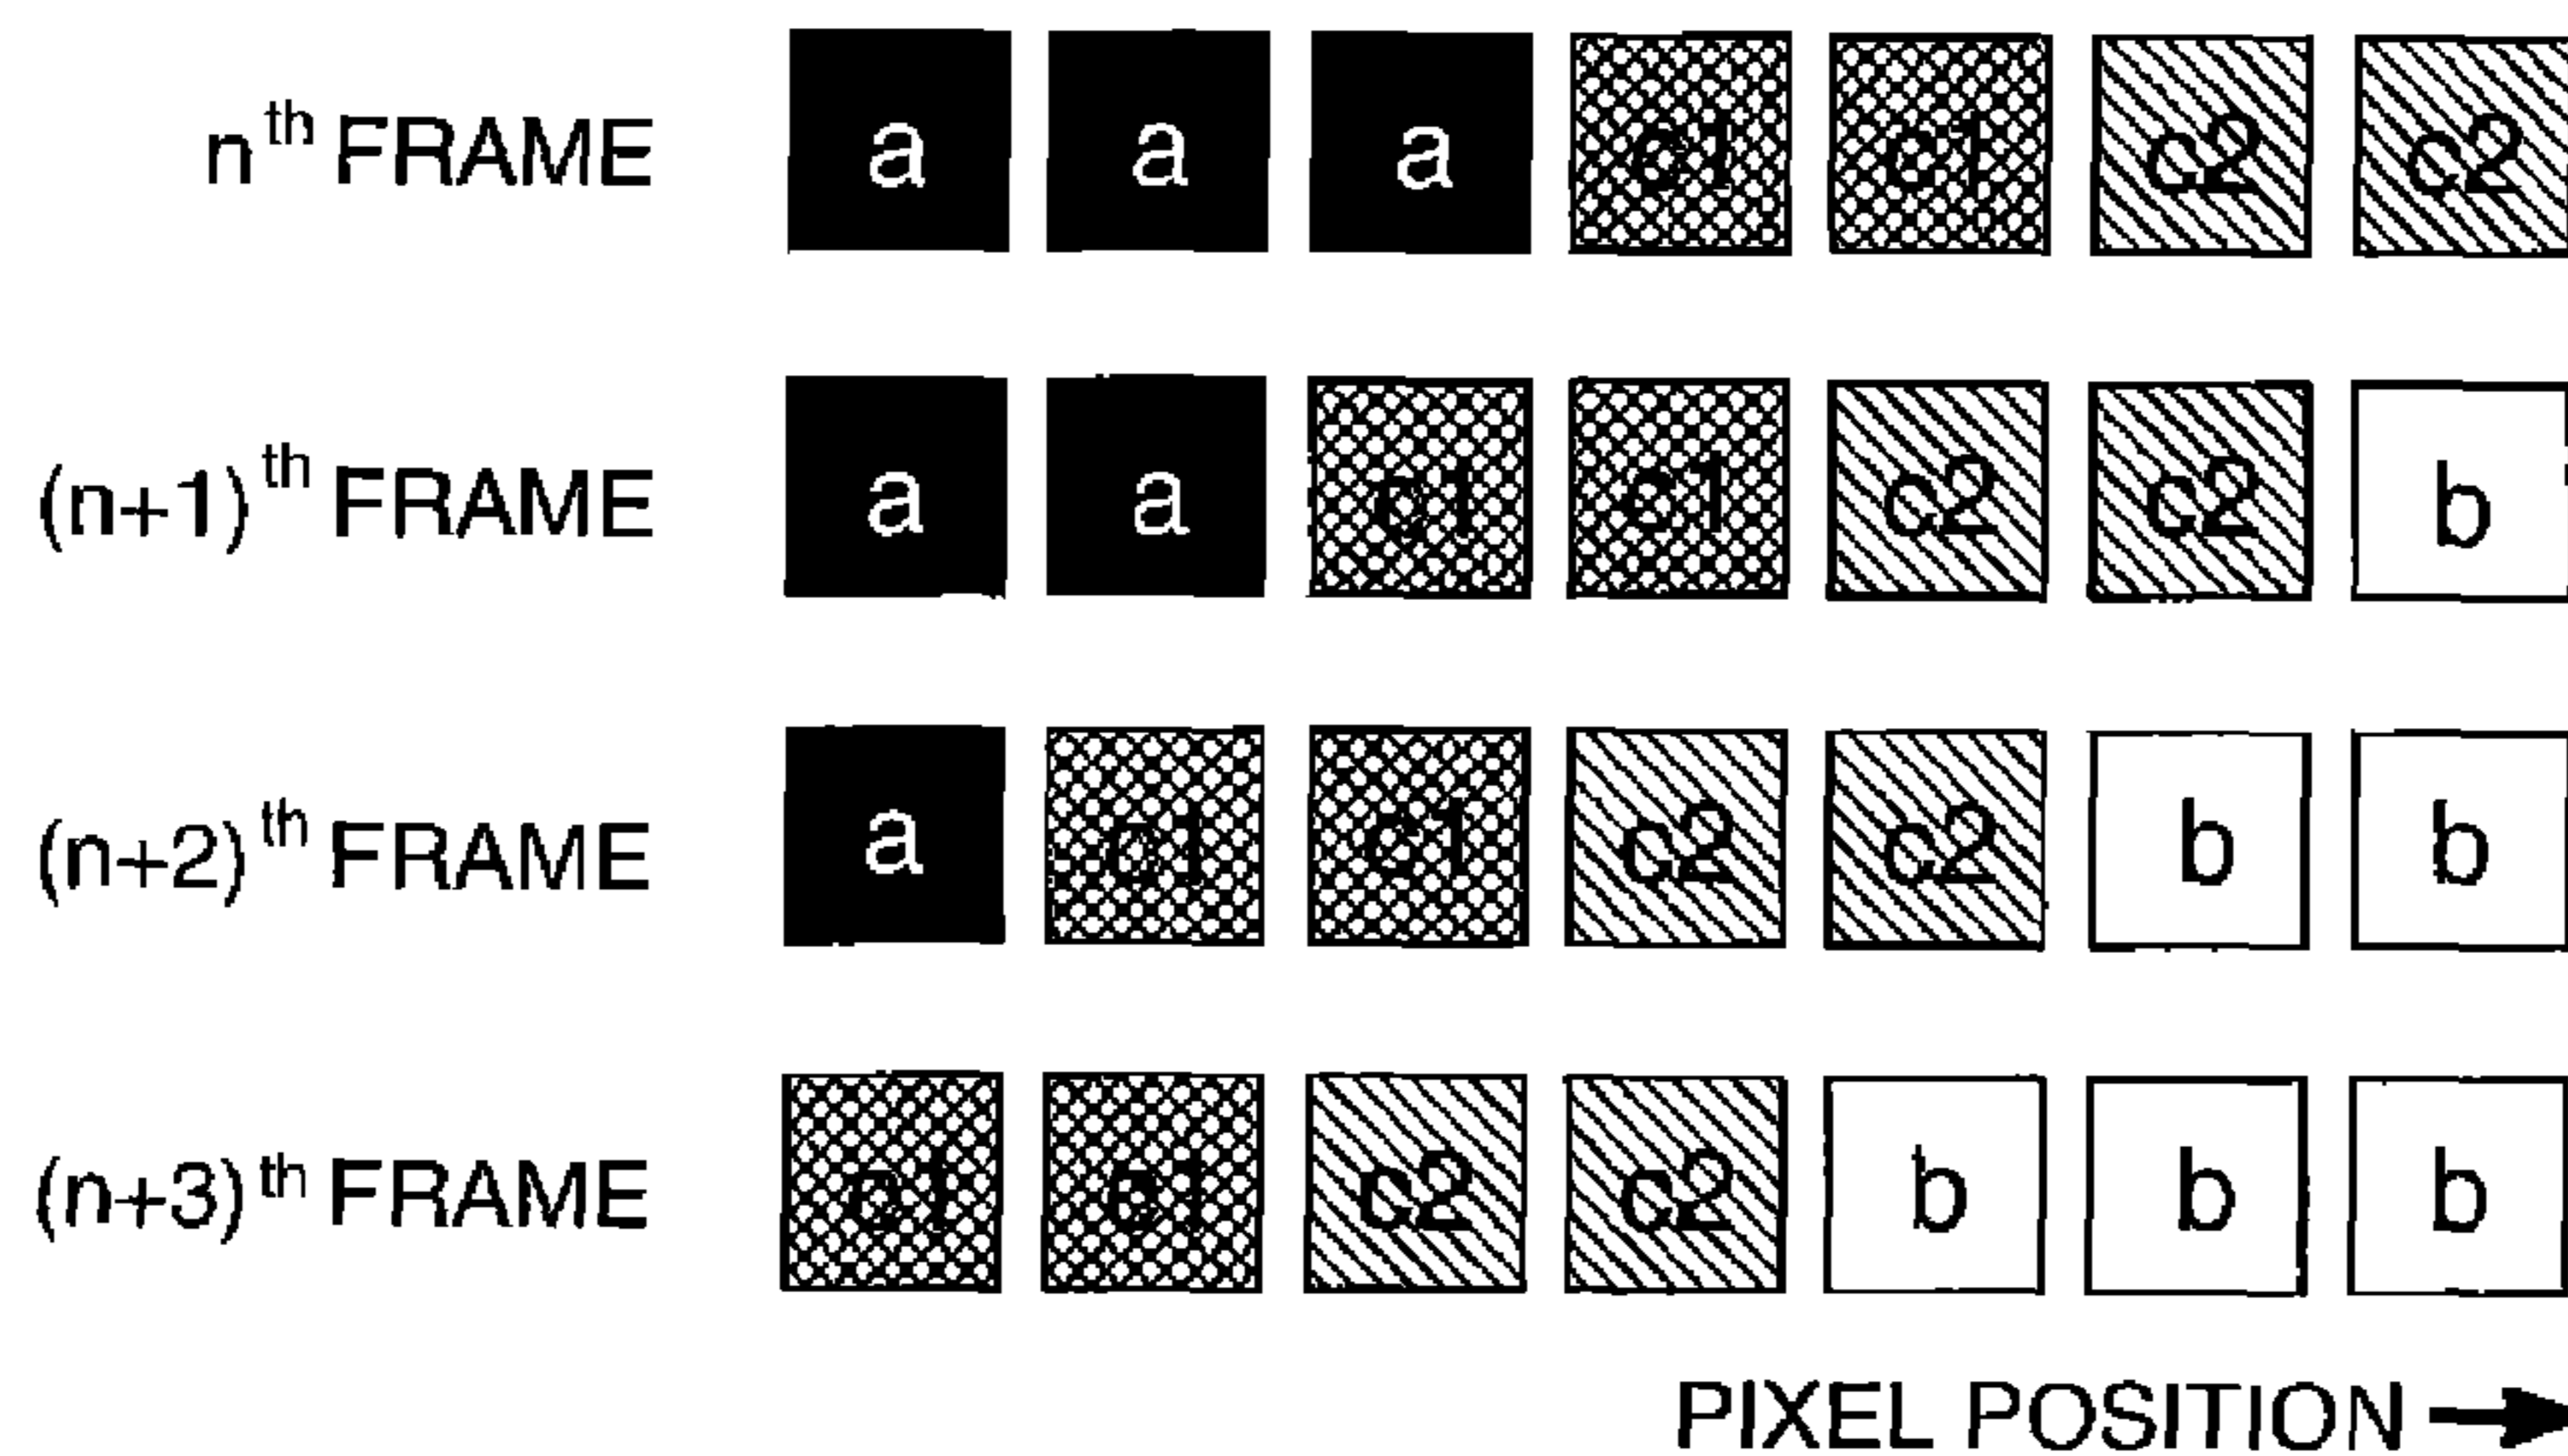 nth FRAME a a a c1 c1 c2 c2
(n+1)th FRAME a a c1 c1 c2 c2 b
(n+2)th FRAME a c1 c1 c2 c2 b b
(n+3)th FRAME c1 c1 c2 c2 b b b
PIXEL POSITION